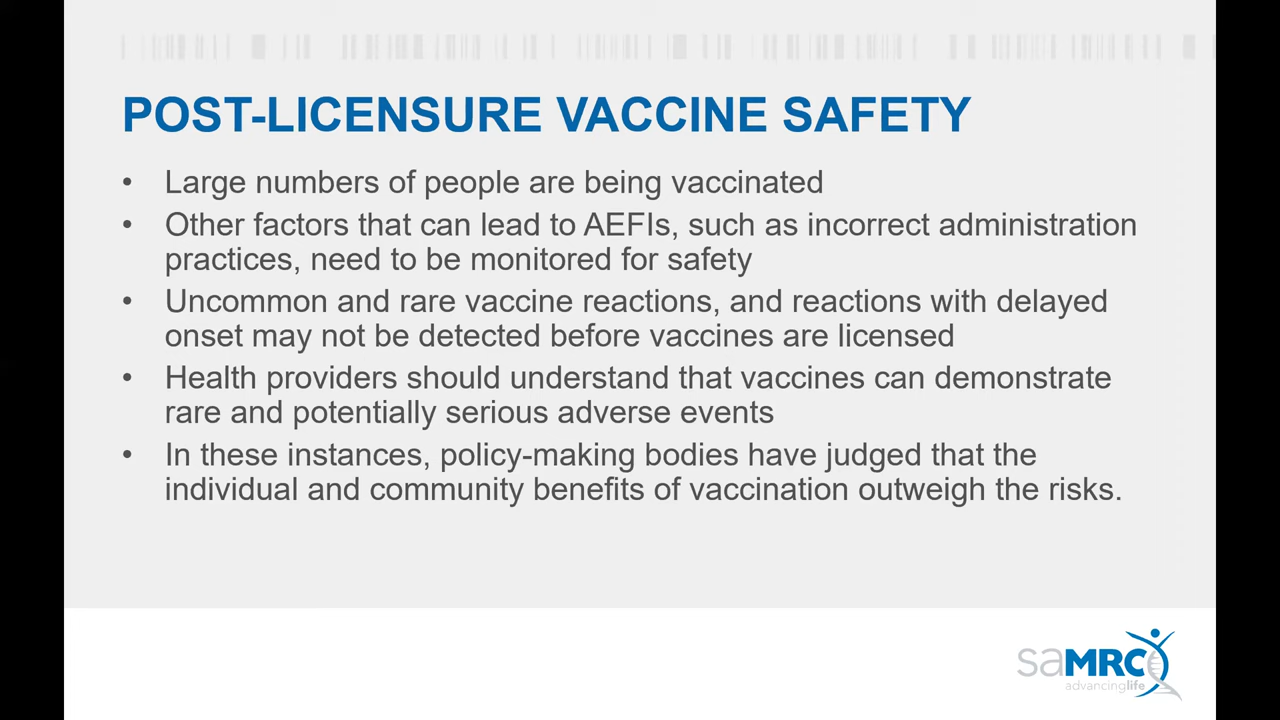 POST-LICENSURE VACCINE SAFETY
• Large numbers of people are being vaccinated
• Other factors that can lead to AEFIs, such as incorrect administration
practices, need to be monitored for safety
• Uncommon and rare vaccine reactions, and reactions with delayed
onset may not be detected before vaccines are licensed
• Health providers should understand that vaccines can demonstrate
rare and potentially serious adverse events
• In these instances, policy-making bodies have judged that the
individual and community benefits of vaccination outweigh the risks.
saMRC
advancinglife